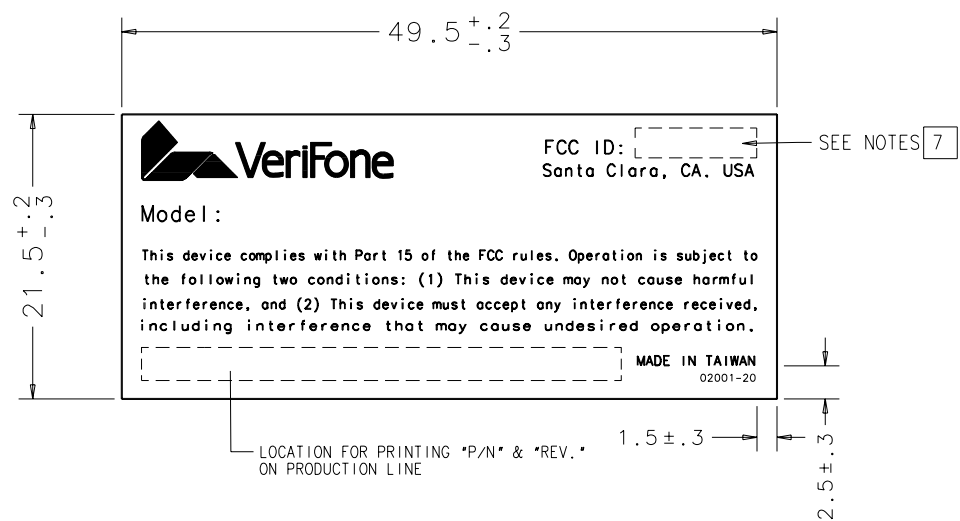 49.5 +.2 -.3
VeriFone
FCC ID:
SEE NOTES 7
Santa Clara, CA. USA
21.5 +.2 -.3
Model:
This device complies with Part 15 of the FCC rules. Operation is subject to
the following two conditions: (1) This device may not cause harmful
interference, and (2) This device must accept any interference received,
including interference that may cause undesired operation.
MADE IN TAIWAN
02001-20
1.5±.3
2.5±.3
LOCATION FOR PRINTING "P/N" & "REV."
ON PRODUCTION LINE